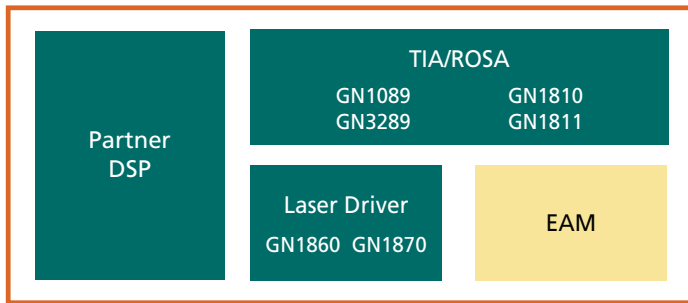 Partner
DSP
TIA/ROSA
GN1089 GN1810
GN3289 GN1811
Laser Driver
GN1860 GN1870
EAM